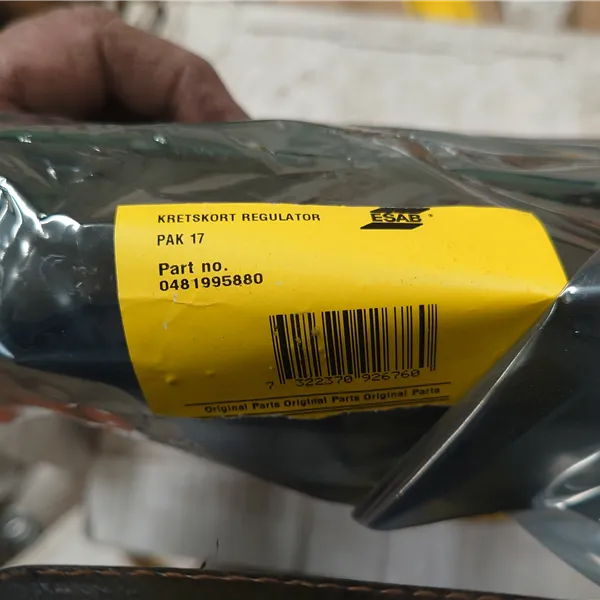 KRETSKORT REGULATOR
ESAB
PAK 17
Part no.
0481995880
7 322370 926760
Original Parts Original Parts Original Parts